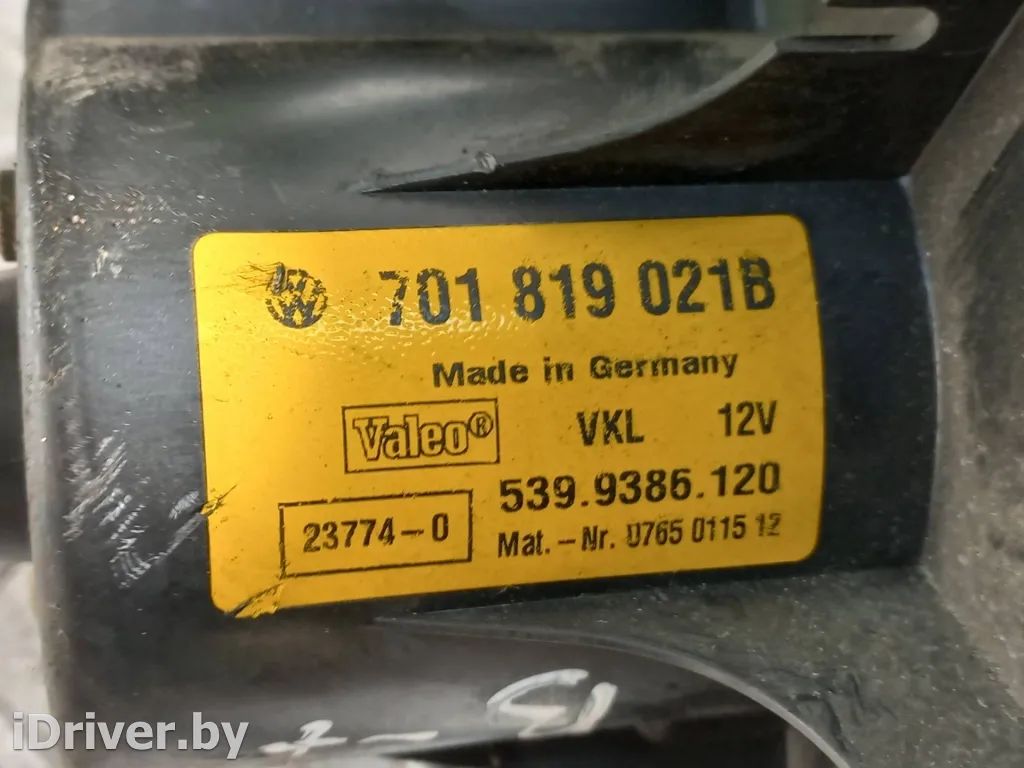 701 819 021B
Made in Germany
Valeo® VKL 12V
539.9386.120
23774-0
Mat.-Nr. 0765 0115 12
iDriver.by